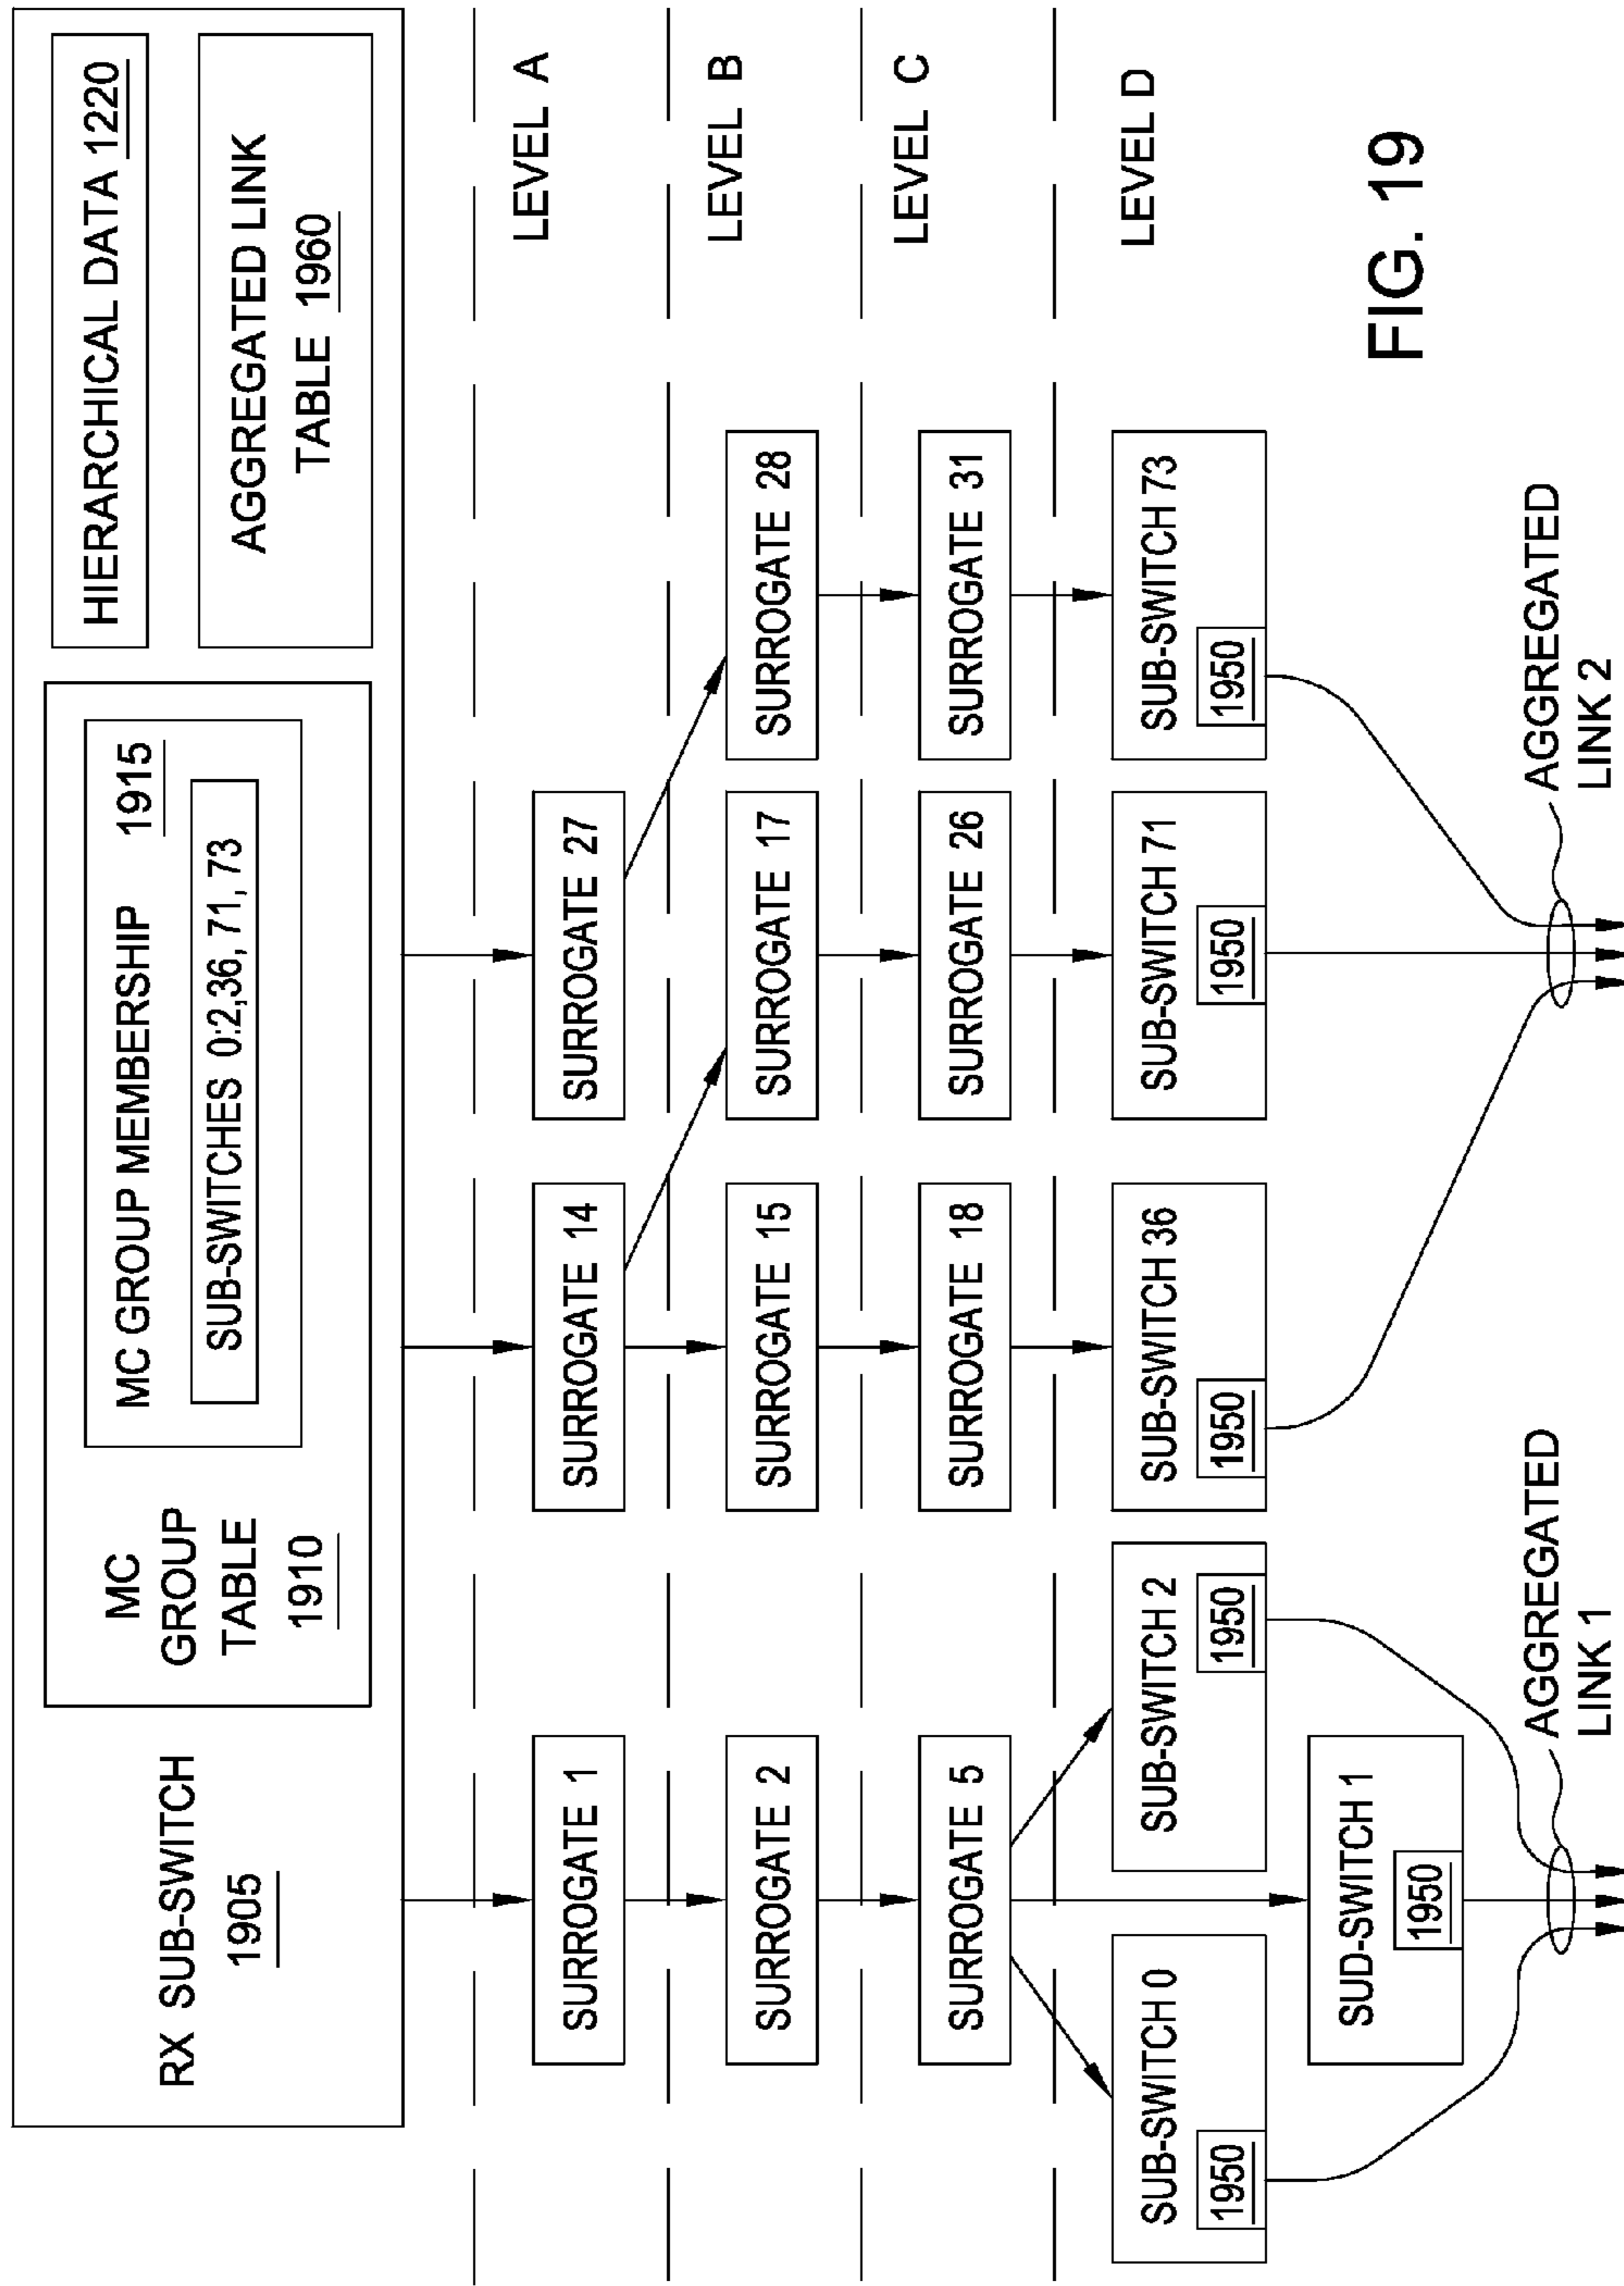 RX SUB-SWITCH
1905
MC
GROUP
TABLE
1910
MC GROUP MEMBERSHIP 1915
SUB-SWITCHES 0:2,36, 71, 73
HIERARCHICAL DATA 1220
AGGREGATED LINK
TABLE 1960
LEVEL A
SURROGATE 1
SURROGATE 14
SURROGATE 27
LEVEL B
SURROGATE 2
SURROGATE 15
SURROGATE 17
SURROGATE 28
LEVEL C
SURROGATE 5
SURROGATE 18
SURROGATE 26
SURROGATE 31
LEVEL D
SUB-SWITCH 0
1950
SUB-SWITCH 2
1950
SUB-SWITCH 36
1950
SUB-SWITCH 71
1950
SUB-SWITCH 73
1950
SUD-SWITCH 1
1950
AGGREGATED
LINK 1
AGGREGATED
LINK 2
FIG. 19